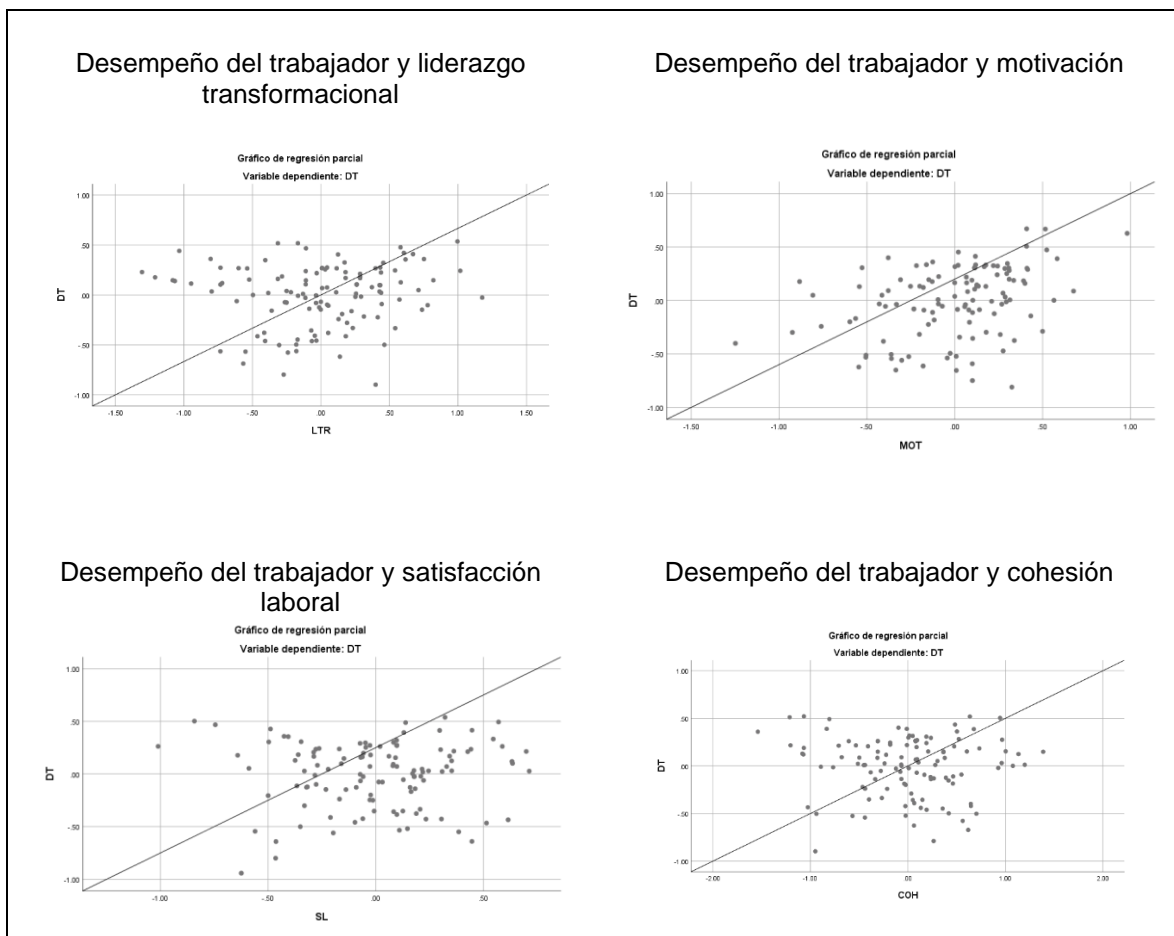 Desempeño del trabajador y liderazgo
transformacional
Gráfico de regresión parcial
Variable dependiente: DT
1.00
.50
.00
-.50
-1.00
DT
-1.50
-1.00
-.50
.00
.50
1.00
1.50
LTR
Desempeño del trabajador y motivación
Gráfico de regresión parcial
Variable dependiente: DT
1.00
.50
.00
-.50
-1.00
DT
-1.50
-1.00
-.50
.00
.50
1.00
MOT
Desempeño del trabajador y satisfacción
laboral
Gráfico de regresión parcial
Variable dependiente: DT
1.00
.50
.00
-.50
-1.00
DT
-1.00
-.50
.00
.50
SL
Desempeño del trabajador y cohesión
Gráfico de regresión parcial
Variable dependiente: DT
1.00
.50
.00
-.50
-1.00
DT
-2.00
-1.00
.00
1.00
2.00
COH